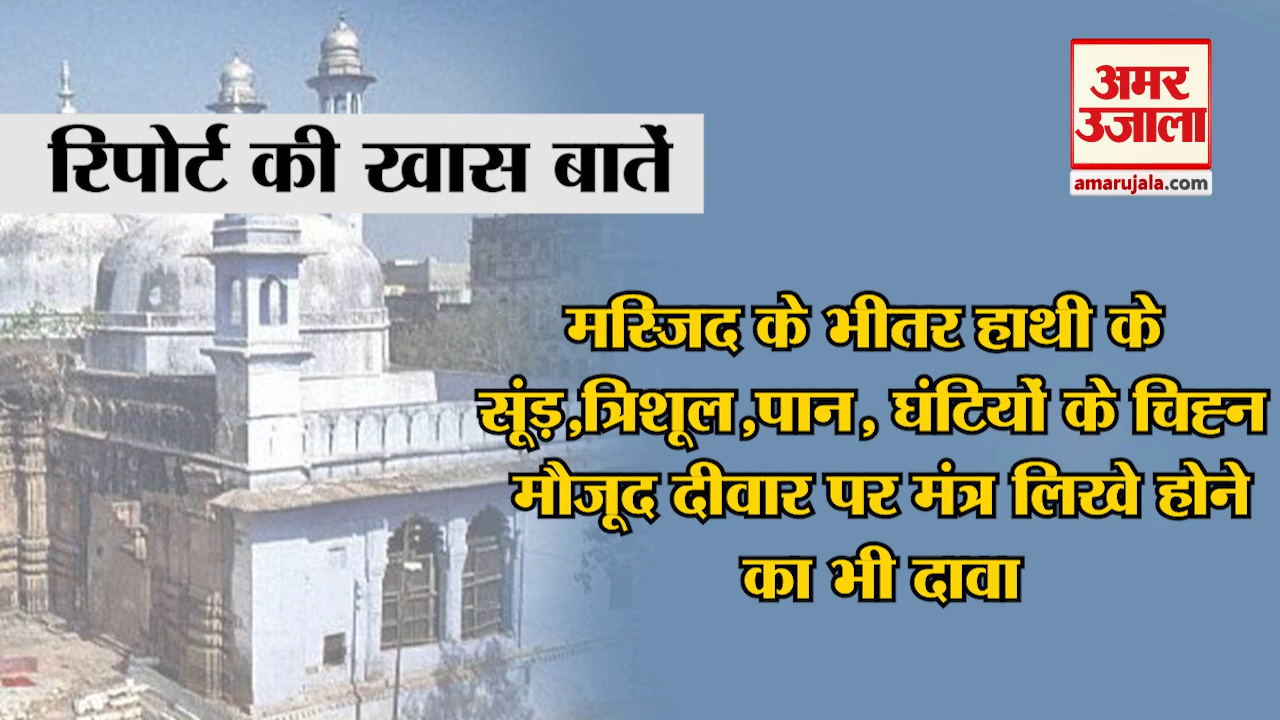 अमर
उजाला
amarujala.com
रिपोर्ट की खास बातें
मस्जिद के भीतर हाथी के
सूंड़,त्रिशूल,पान, घंटियों के चिह्न
मौजूद दीवार पर मंत्र लिखे होने
का भी दावा